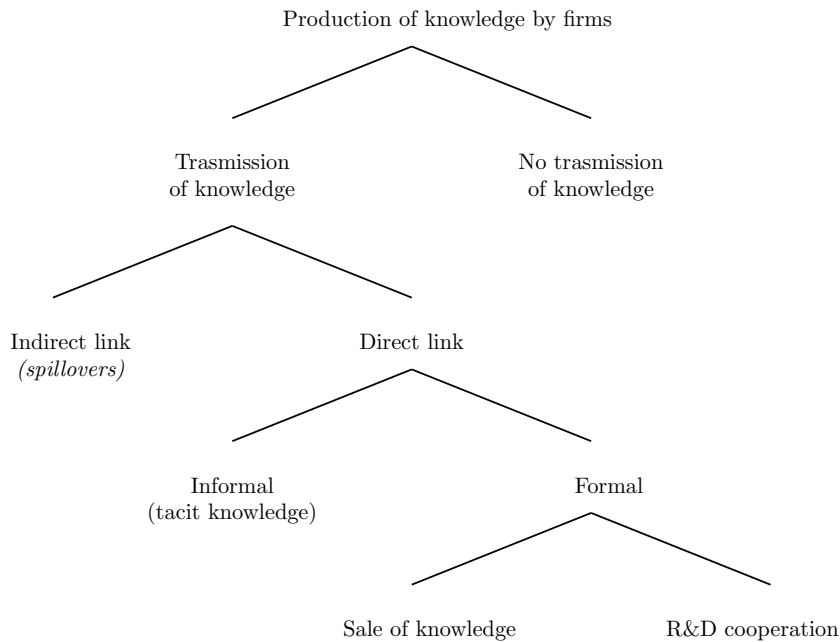 Production of knowledge by firms
Trasmission
of knowledge
No trasmission
of knowledge
Indirect link
(spillovers)
Direct link
Informal
(tacit knowledge)
Formal
Sale of knowledge
R&D cooperation